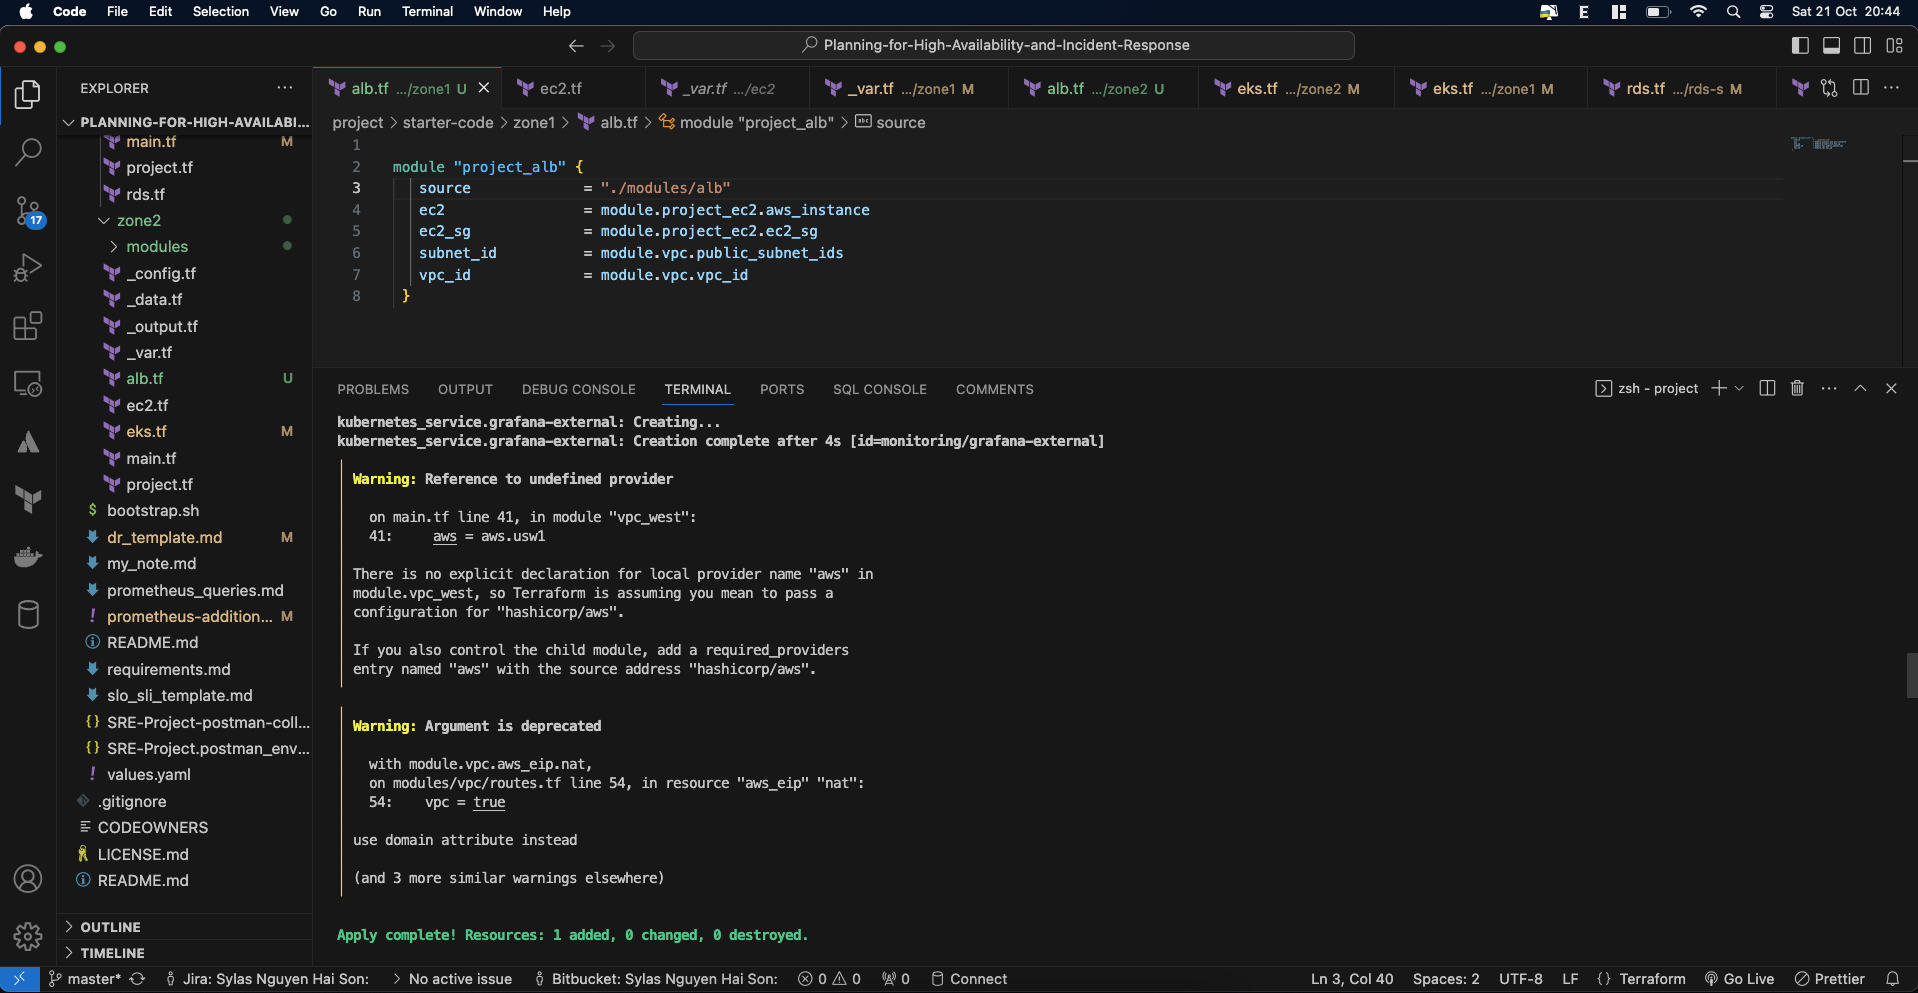 Code File Edit Selection View Go Run Terminal Window Help
E
Sat 21 Oct 20:44
Planning-for-High-Availability-and-Incident-Response
EXPLORER
alb.tf .../zone1 U
ec2.tf
_var.tf .../ec2
_var.tf .../zone1 M
alb.tf .../zone2 U
eks.tf .../zone2 M
eks.tf .../zone1 M
rds.tf .../rds-s M
PLANNING-FOR-HIGH-AVAILABI...
project > starter-code > zone1 > alb.tf > module "project_alb" > source
main.tf M
project.tf
rds.tf
zone2
modules
_config.tf
_data.tf
_output.tf
_var.tf
alb.tf U
ec2.tf
eks.tf M
main.tf
project.tf
bootstrap.sh
dr_template.md M
my_note.md
prometheus_queries.md
prometheus-addition... M
README.md
requirements.md
slo_sli_template.md
SRE-Project-postman-coll...
SRE-Project.postman_env...
values.yaml
.gitignore
CODEOWNERS
LICENSE.md
README.md
OUTLINE
TIMELINE
17
1
2 module "project_alb" {
3 source = "./modules/alb"
4 ec2 = module.project_ec2.aws_instance
5 ec2_sg = module.project_ec2.ec2_sg
6 subnet_id = module.vpc.public_subnet_ids
7 vpc_id = module.vpc.vpc_id
8 }
PROBLEMS OUTPUT DEBUG CONSOLE TERMINAL PORTS SQL CONSOLE COMMENTS
zsh - project
kubernetes_service.grafana-external: Creating...
kubernetes_service.grafana-external: Creation complete after 4s [id=monitoring/grafana-external]
Warning: Reference to undefined provider
on main.tf line 41, in module "vpc_west":
41: aws = aws.usw1
There is no explicit declaration for local provider name "aws" in
module.vpc_west, so Terraform is assuming you mean to pass a
configuration for "hashicorp/aws".
If you also control the child module, add a required_providers
entry named "aws" with the source address "hashicorp/aws".
Warning: Argument is deprecated
with module.vpc.aws_eip.nat,
on modules/vpc/routes.tf line 54, in resource "aws_eip" "nat":
54: vpc = true
use domain attribute instead
(and 3 more similar warnings elsewhere)
Apply complete! Resources: 1 added, 0 changed, 0 destroyed.
master* Jira: Sylas Nguyen Hai Son: > No active issue Bitbucket: Sylas Nguyen Hai Son: 0 0 0 Connect
Ln 3, Col 40 Spaces: 2 UTF-8 LF {} Terraform Go Live Prettier